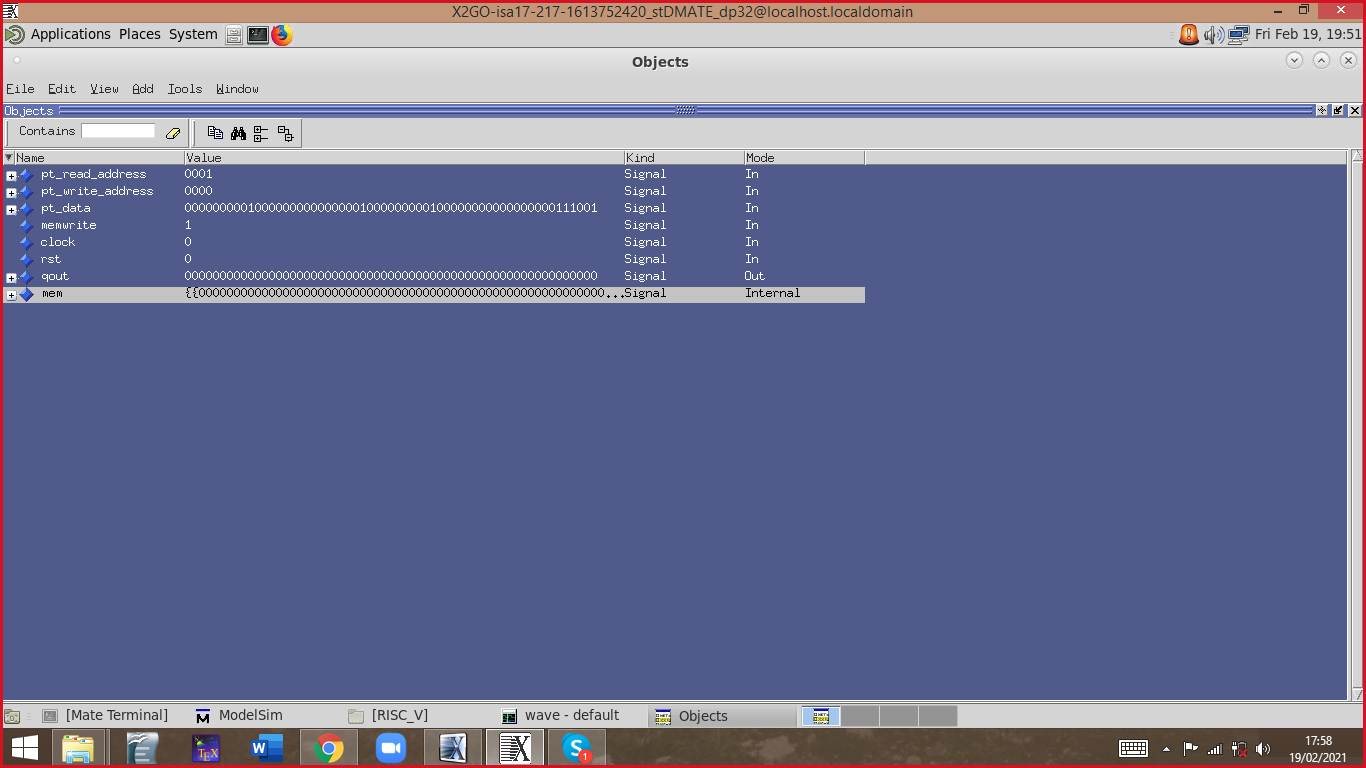 X2GO-isa17-217-1613752420_stDMATE_dp32@localhost.localdomain
Applications Places System Fri Feb 19, 19:51
Objects
File Edit View Add Tools Window
Objects
Contains
Name Value Kind Mode
pt_read_address 0001 Signal In
pt_write_address 0000 Signal In
pt_data 00000000010000000000000001000000000100000000000000000111001 Signal In
memwrite 1 Signal In
clock 0 Signal In
rst 0 Signal In
qout 00000000000000000000000000000000000000000000000000000000000 Signal Out
mem {{0000000000000000000000000000000000000000000000000000000000... Signal Internal
[Mate Terminal] ModelSim [RISC_V] wave - default Objects
17:58
19/02/2021